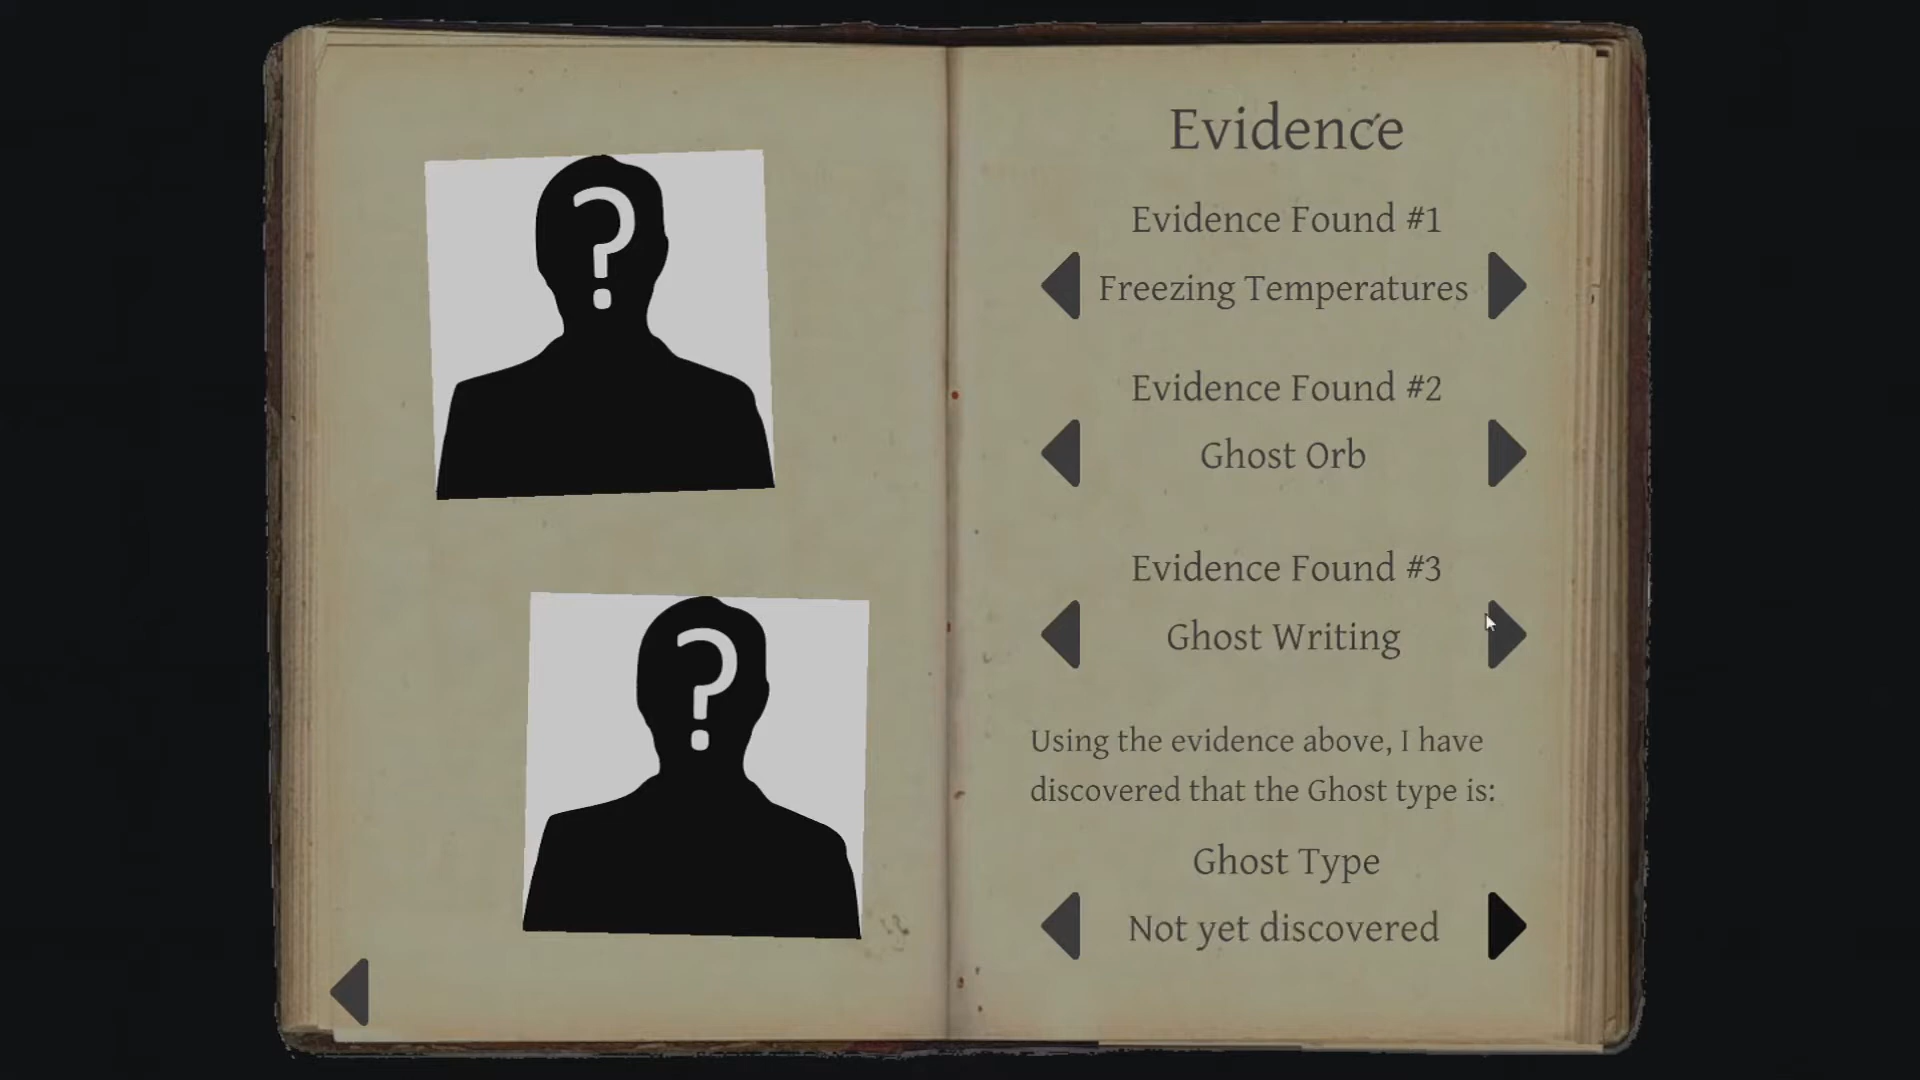 Evidence
Evidence Found #1
Freezing Temperatures
Evidence Found #2
Ghost Orb
Evidence Found #3
Ghost Writing
Using the evidence above, I have
discovered that the Ghost type is:
Ghost Type
Not yet discovered
?
?